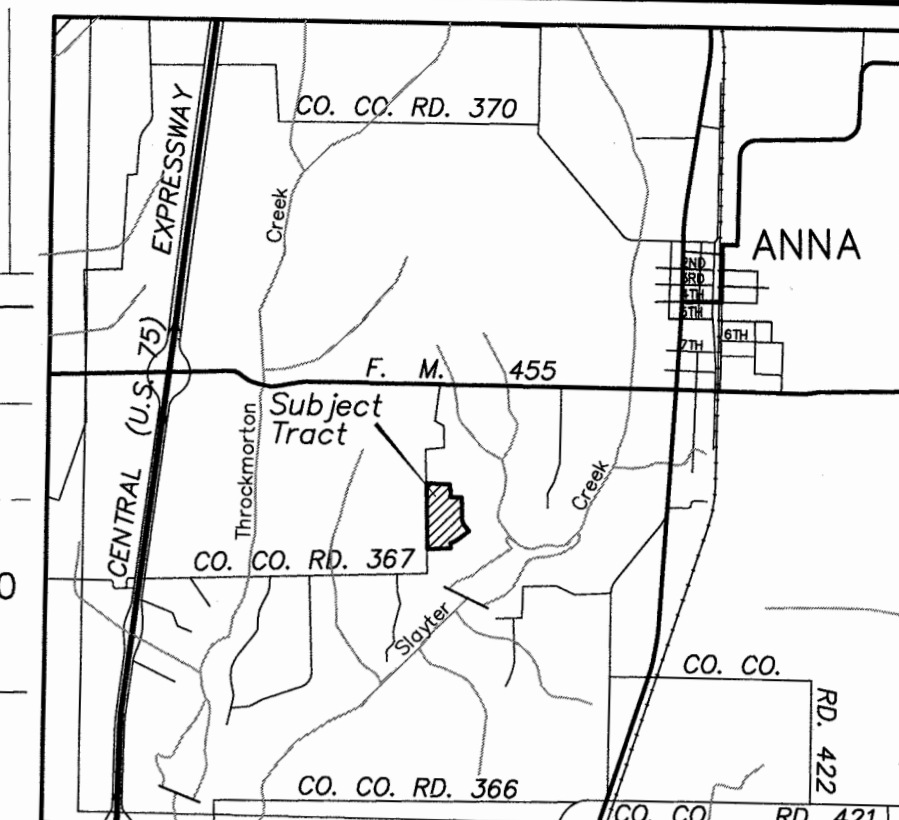 CO. CO. RD. 370
EXPRESSWAY
Creek
ANNA
2ND
3RD
4TH
5TH
6TH
7TH
(U.S. 75)
F. M. 455
Subject
Tract
Throckmorton
Creek
CENTRAL
CO. CO. RD. 367
0
Slayter
CO. CO.
RD. 422
CO. CO. RD. 366
CO. CO. RD. 421